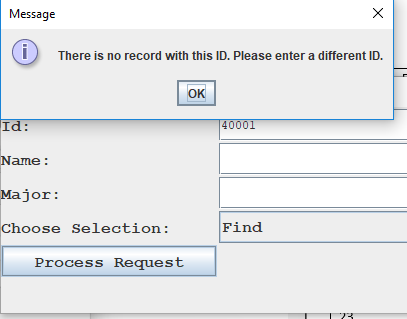 Message
There is no record with this ID. Please enter a different ID.
OK
Id: 40001
Name:
Major:
Choose Selection: Find
Process Request
23